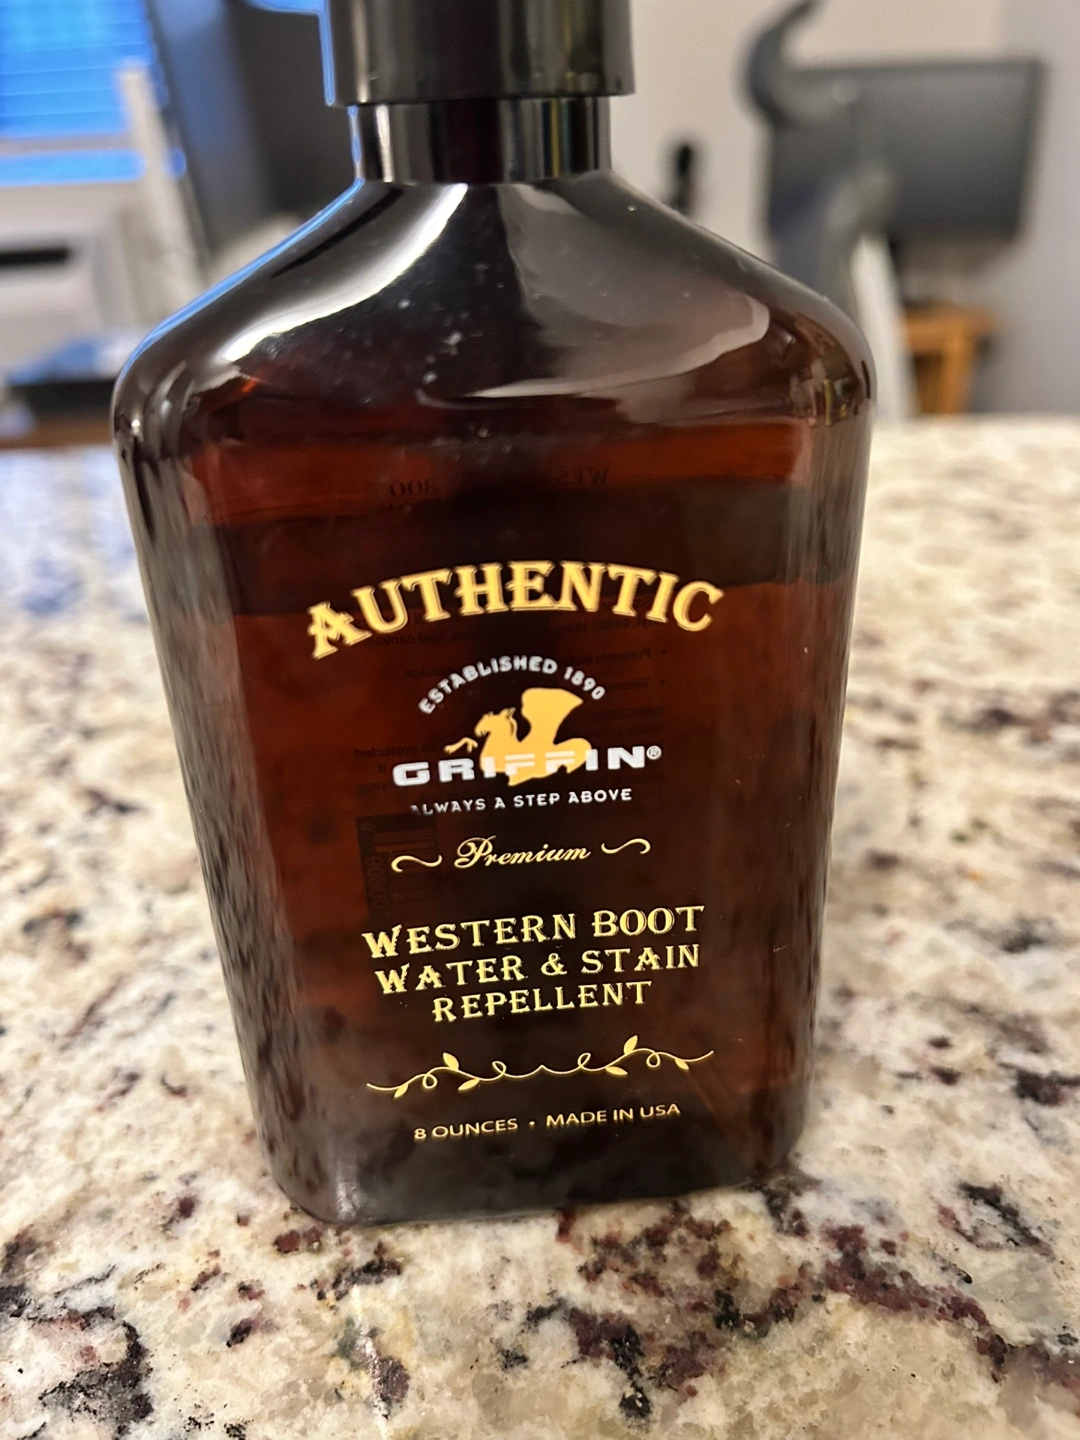 AUTHENTIC
ESTABLISHED 1890
GRIFFIN®
ALWAYS A STEP ABOVE
Premium
WESTERN BOOT
WATER & STAIN
REPELLENT
8 OUNCES • MADE IN USA